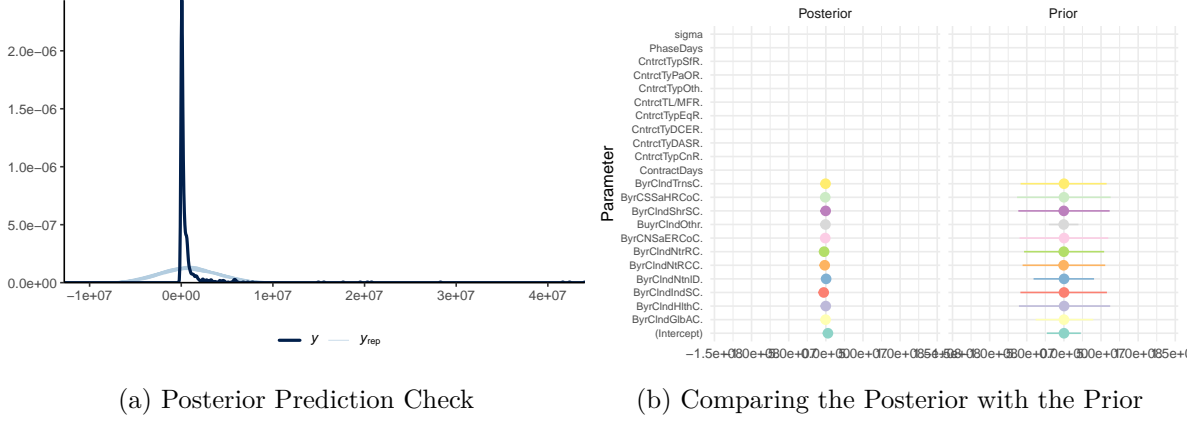 2.0e−06
1.5e−06
1.0e−06
5.0e−07
0.0e+00
−1e+07 0e+00 1e+07 2e+07 3e+07 4e+07
y yrep
(a) Posterior Prediction Check
Posterior Prior
Parameter
sigma
PhaseDays
CntrctTypSfR.
CntrctTyPaOR.
CntrctTypOth.
CntrctTL/MFR.
CntrctTypEqR.
CntrctTyDCER.
CntrctTyDASR.
CntrctTypCnR.
ContractDays
ByrClndTrnsC.
ByrCSSaHRCoC.
ByrClndShrSC.
BuyrClndOthr.
ByrCNSaERCoC.
ByrClndNtrRC.
ByrClndNtRCC.
ByrClndNtnlD.
ByrClndIndSC.
ByrClndHlthC.
ByrClndGlbAC.
(Intercept)
(b) Comparing the Posterior with the Prior